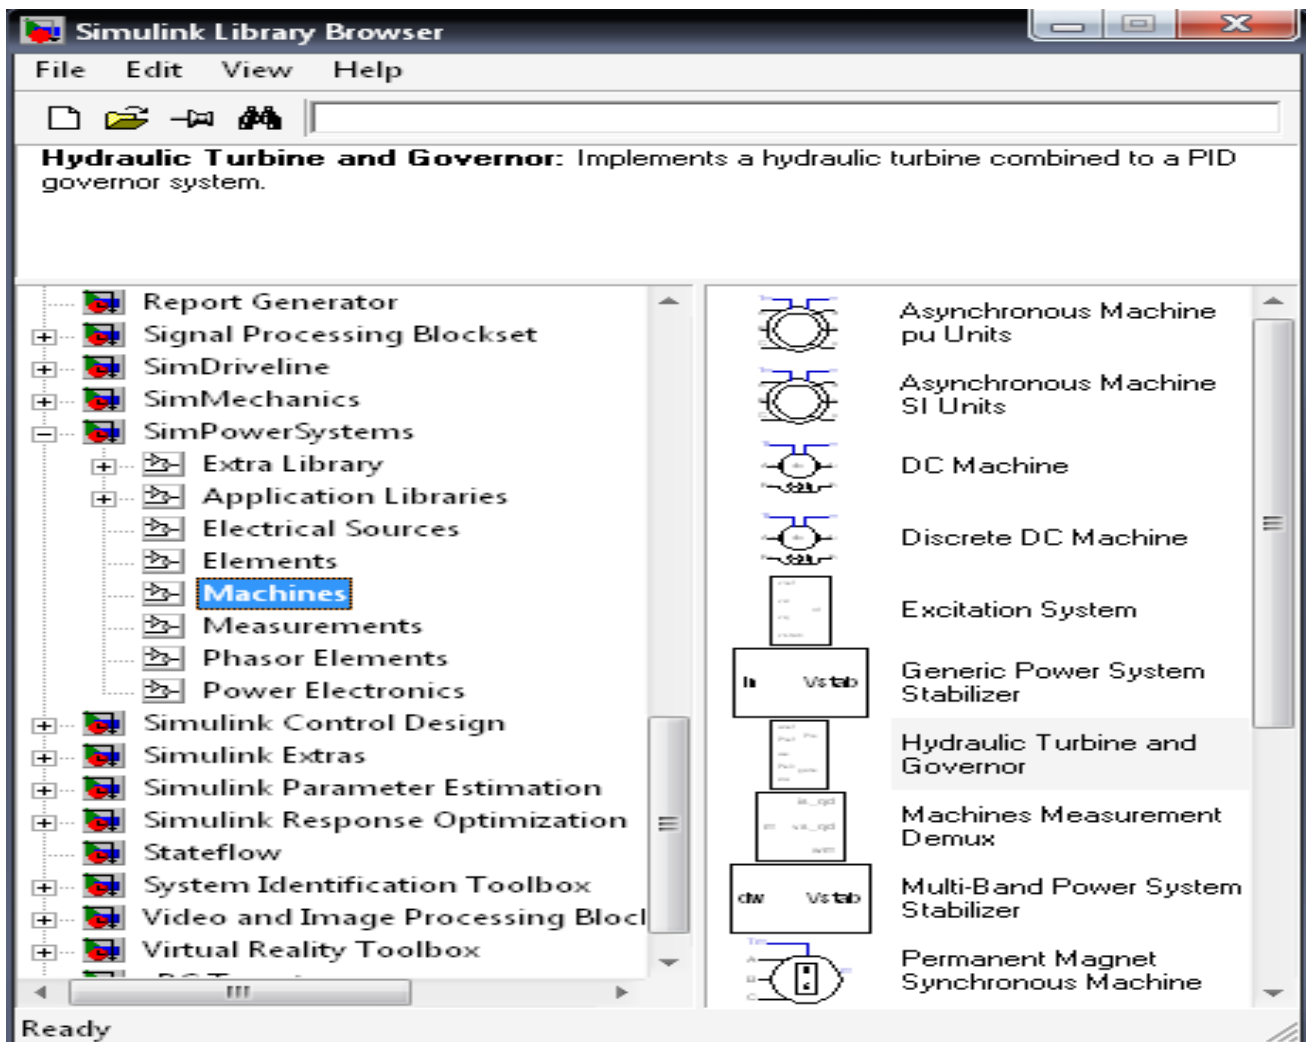 Simulink Library Browser
File Edit View Help
Hydraulic Turbine and Governor: Implements a hydraulic turbine combined to a PID
governor system.
Report Generator
Signal Processing Blockset
SimDriveline
SimMechanics
SimPowerSystems
Extra Library
Application Libraries
Electrical Sources
Elements
Machines
Measurements
Phasor Elements
Power Electronics
Simulink Control Design
Simulink Extras
Simulink Parameter Estimation
Simulink Response Optimization
Stateflow
System Identification Toolbox
Video and Image Processing Blocl
Virtual Reality Toolbox
Asynchronous Machine
pu Units
Asynchronous Machine
SI Units
DC Machine
Discrete DC Machine
Excitation System
In Vstab
Generic Power System
Stabilizer
Hydraulic Turbine and
Governor
Machines Measurement
Demux
dw Vstab
Multi-Band Power System
Stabilizer
Permanent Magnet
Synchronous Machine
Ready